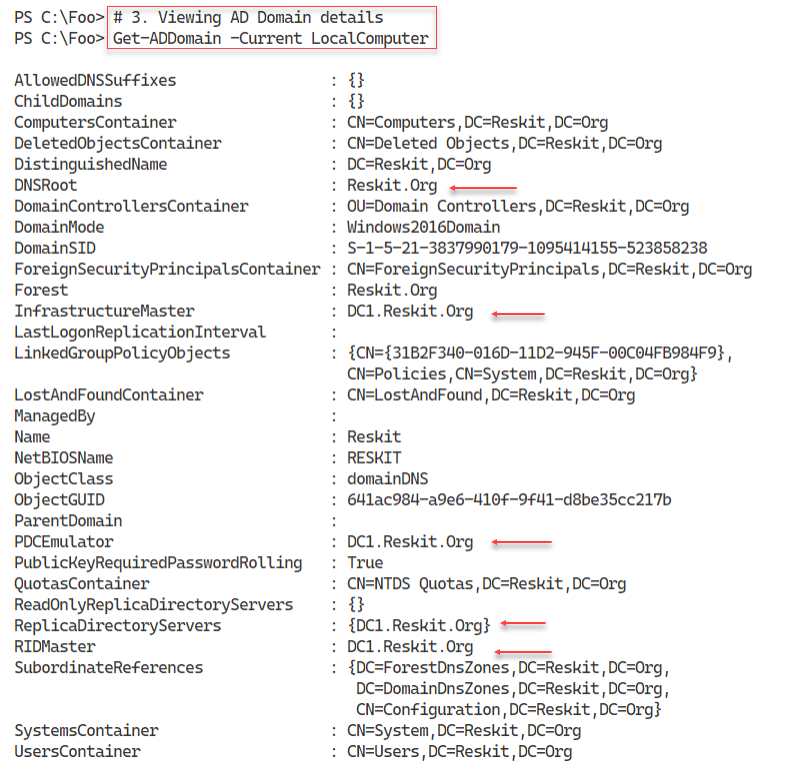 PS C:\Foo> # 3. Viewing AD Domain details
PS C:\Foo> Get-ADDomain -Current LocalComputer
AllowedDNSSuffixes : {}
ChildDomains : {}
ComputersContainer : CN=Computers,DC=Reskit,DC=Org
DeletedObjectsContainer : CN=Deleted Objects,DC=Reskit,DC=Org
DistinguishedName : DC=Reskit,DC=Org
DNSRoot : Reskit.Org
DomainControllersContainer : OU=Domain Controllers,DC=Reskit,DC=Org
DomainMode : Windows2016Domain
DomainSID : S-1-5-21-3837990179-1095414155-523858238
ForeignSecurityPrincipalsContainer : CN=ForeignSecurityPrincipals,DC=Reskit,DC=Org
Forest : Reskit.Org
InfrastructureMaster : DC1.Reskit.Org
LastLogonReplicationInterval :
LinkedGroupPolicyObjects : {CN={31B2F340-016D-11D2-945F-00C04FB984F9},
CN=Policies,CN=System,DC=Reskit,DC=Org}
LostAndFoundContainer : CN=LostAndFound,DC=Reskit,DC=Org
ManagedBy :
Name : Reskit
NetBIOSName : RESKIT
ObjectClass : domainDNS
ObjectGUID : 641ac984-a9e6-410f-9f41-d8be35cc217b
ParentDomain :
PDCEmulator : DC1.Reskit.Org
PublicKeyRequiredPasswordRolling : True
QuotasContainer : CN=NTDS Quotas,DC=Reskit,DC=Org
ReadOnlyReplicaDirectoryServers : {}
ReplicaDirectoryServers : {DC1.Reskit.Org}
RIDMaster : DC1.Reskit.Org
SubordinateReferences : {DC=ForestDnsZones,DC=Reskit,DC=Org,
DC=DomainDnsZones,DC=Reskit,DC=Org,
CN=Configuration,DC=Reskit,DC=Org}
SystemsContainer : CN=System,DC=Reskit,DC=Org
UsersContainer : CN=Users,DC=Reskit,DC=Org